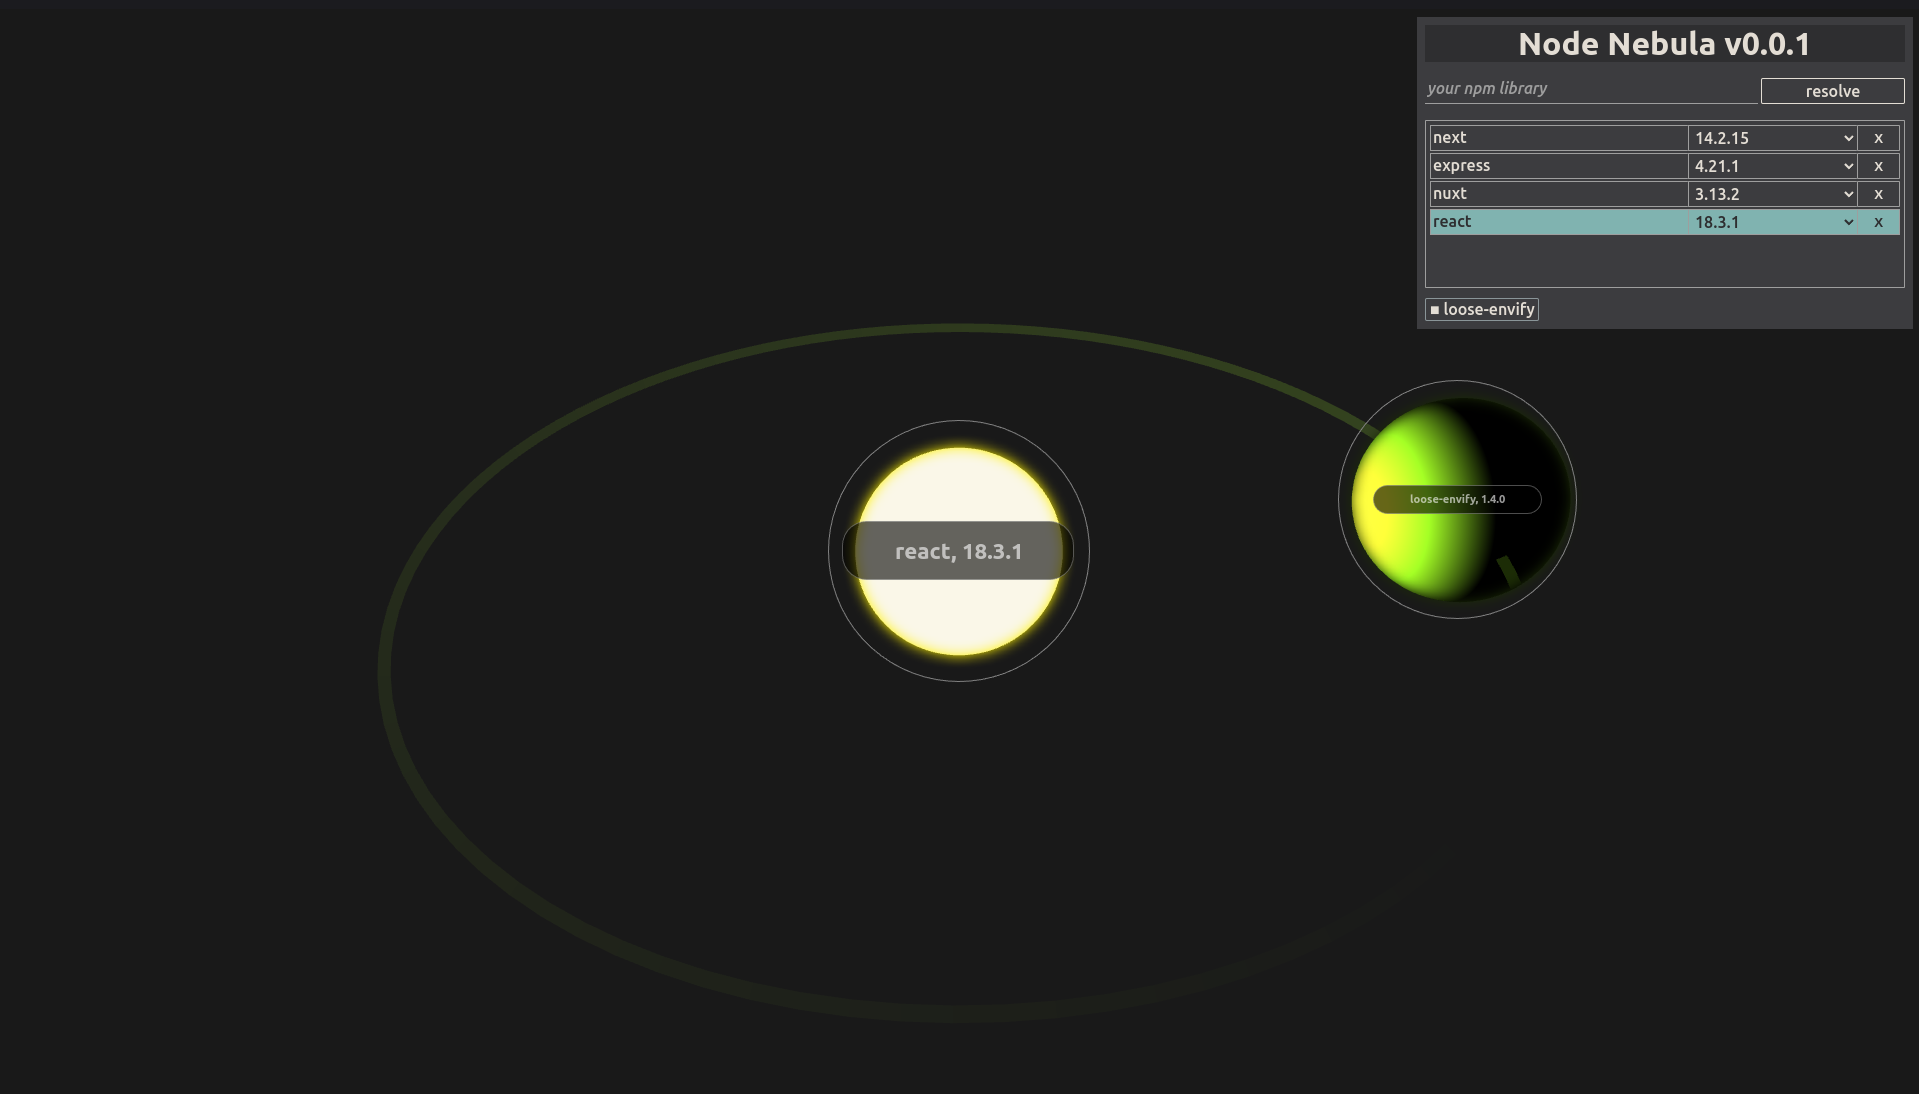 Node Nebula v0.0.1
your npm library
resolve
next 14.2.15 x
express 4.21.1 x
nuxt 3.13.2 x
react 18.3.1 x
loose-envify
react, 18.3.1
loose-envify, 1.4.0